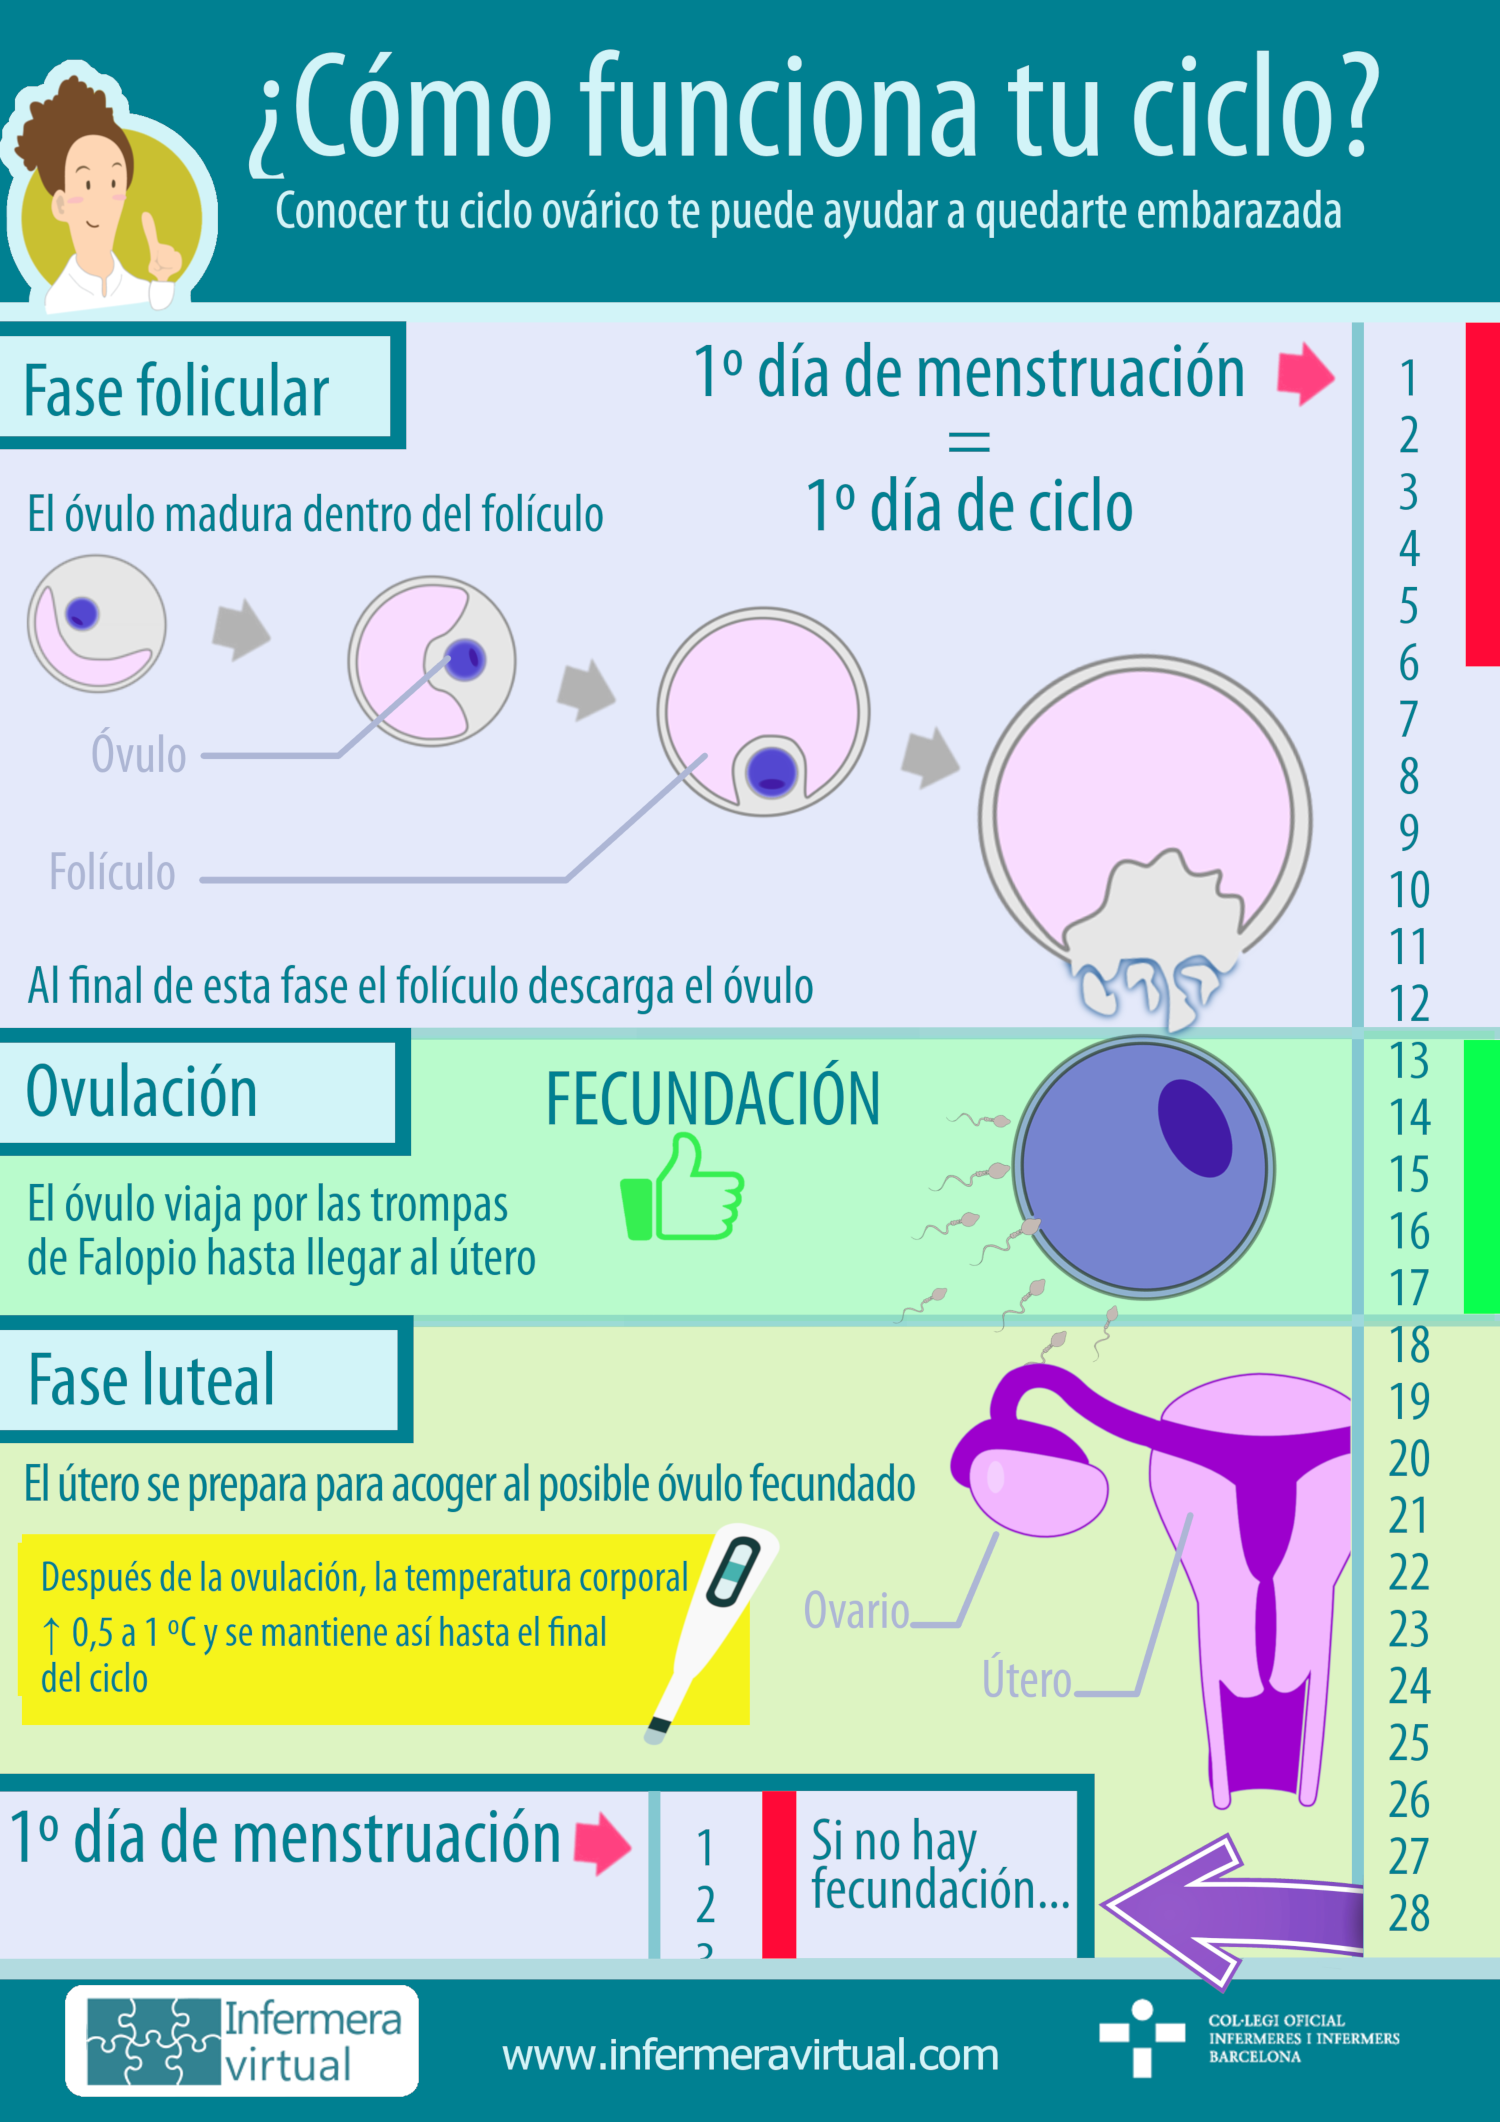 ¿Cómo funciona tu ciclo?
Conocer tu ciclo ovárico te puede ayudar a quedarte embarazada
Fase folicular
1º día de menstruación
=
1º día de ciclo
El óvulo madura dentro del folículo
Óvulo
Folículo
Al final de esta fase el folículo descarga el óvulo
1
2
3
4
5
6
7
8
9
10
11
12
Ovulación
FECUNDACIÓN
El óvulo viaja por las trompas
de Falopio hasta llegar al útero
13
14
15
16
17
Fase luteal
El útero se prepara para acoger al posible óvulo fecundado
Después de la ovulación, la temperatura corporal
↑ 0,5 a 1 ºC y se mantiene así hasta el final
del ciclo
Ovario
Útero
18
19
20
21
22
23
24
25
26
27
28
1º día de menstruación
1
2
3
Si no hay
fecundación...
Infermera
virtual
www.infermeravirtual.com
COL·LEGI OFICIAL
INFERMERES I INFERMERS
BARCELONA